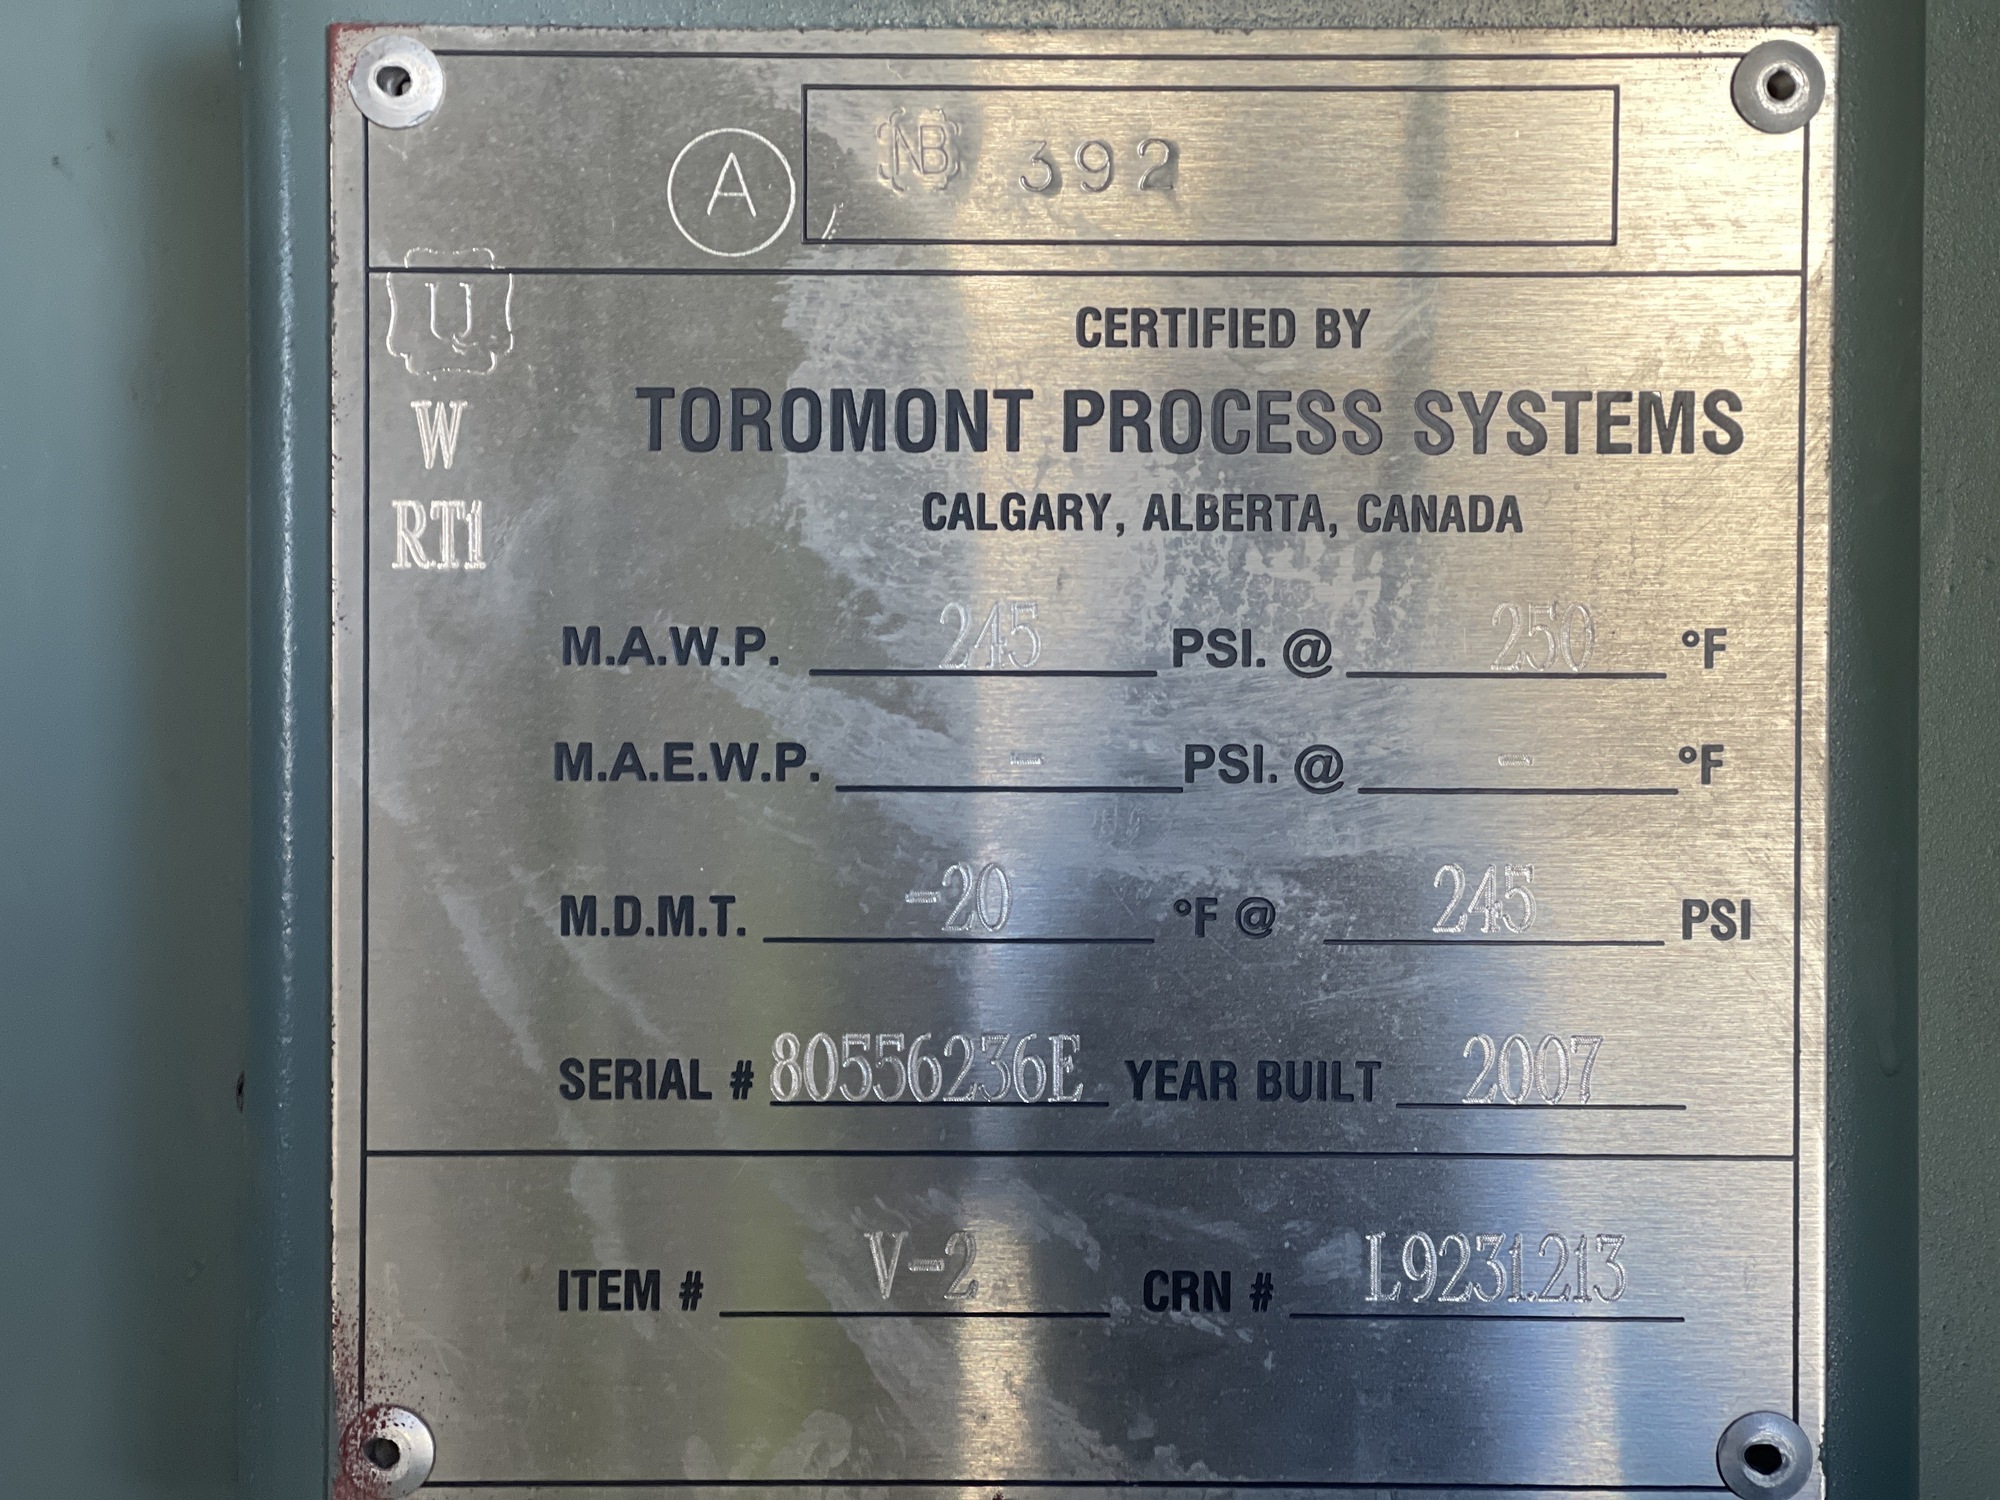 A NB 392
U
W
RT1
CERTIFIED BY
TOROMONT PROCESS SYSTEMS
CALGARY, ALBERTA, CANADA
M.A.W.P. 245 PSI. @ 250 °F
M.A.E.W.P. - PSI. @ - °F
M.D.M.T. -20 °F @ 245 PSI
SERIAL # 80556236E YEAR BUILT 2007
ITEM # V-2 CRN # L9231.213